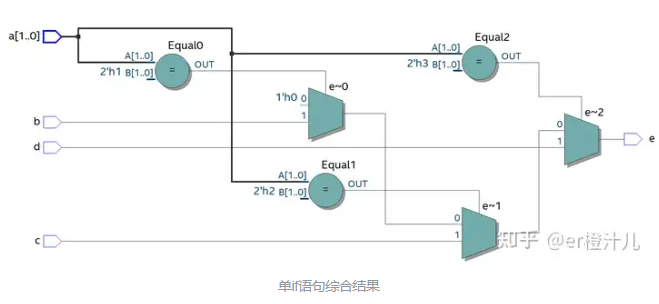 a[1..0]
Equal0
A[1..0]
2'h1 B[1..0]
=
OUT
Equal2
A[1..0]
2'h3 B[1..0]
=
OUT
e~0
1'h0 0
1
b
d
e~2
0
1
e
Equal1
A[1..0]
2'h2 B[1..0]
=
OUT
e~1
0
1
c
知乎 @er橙汁儿
单if语句综合结果